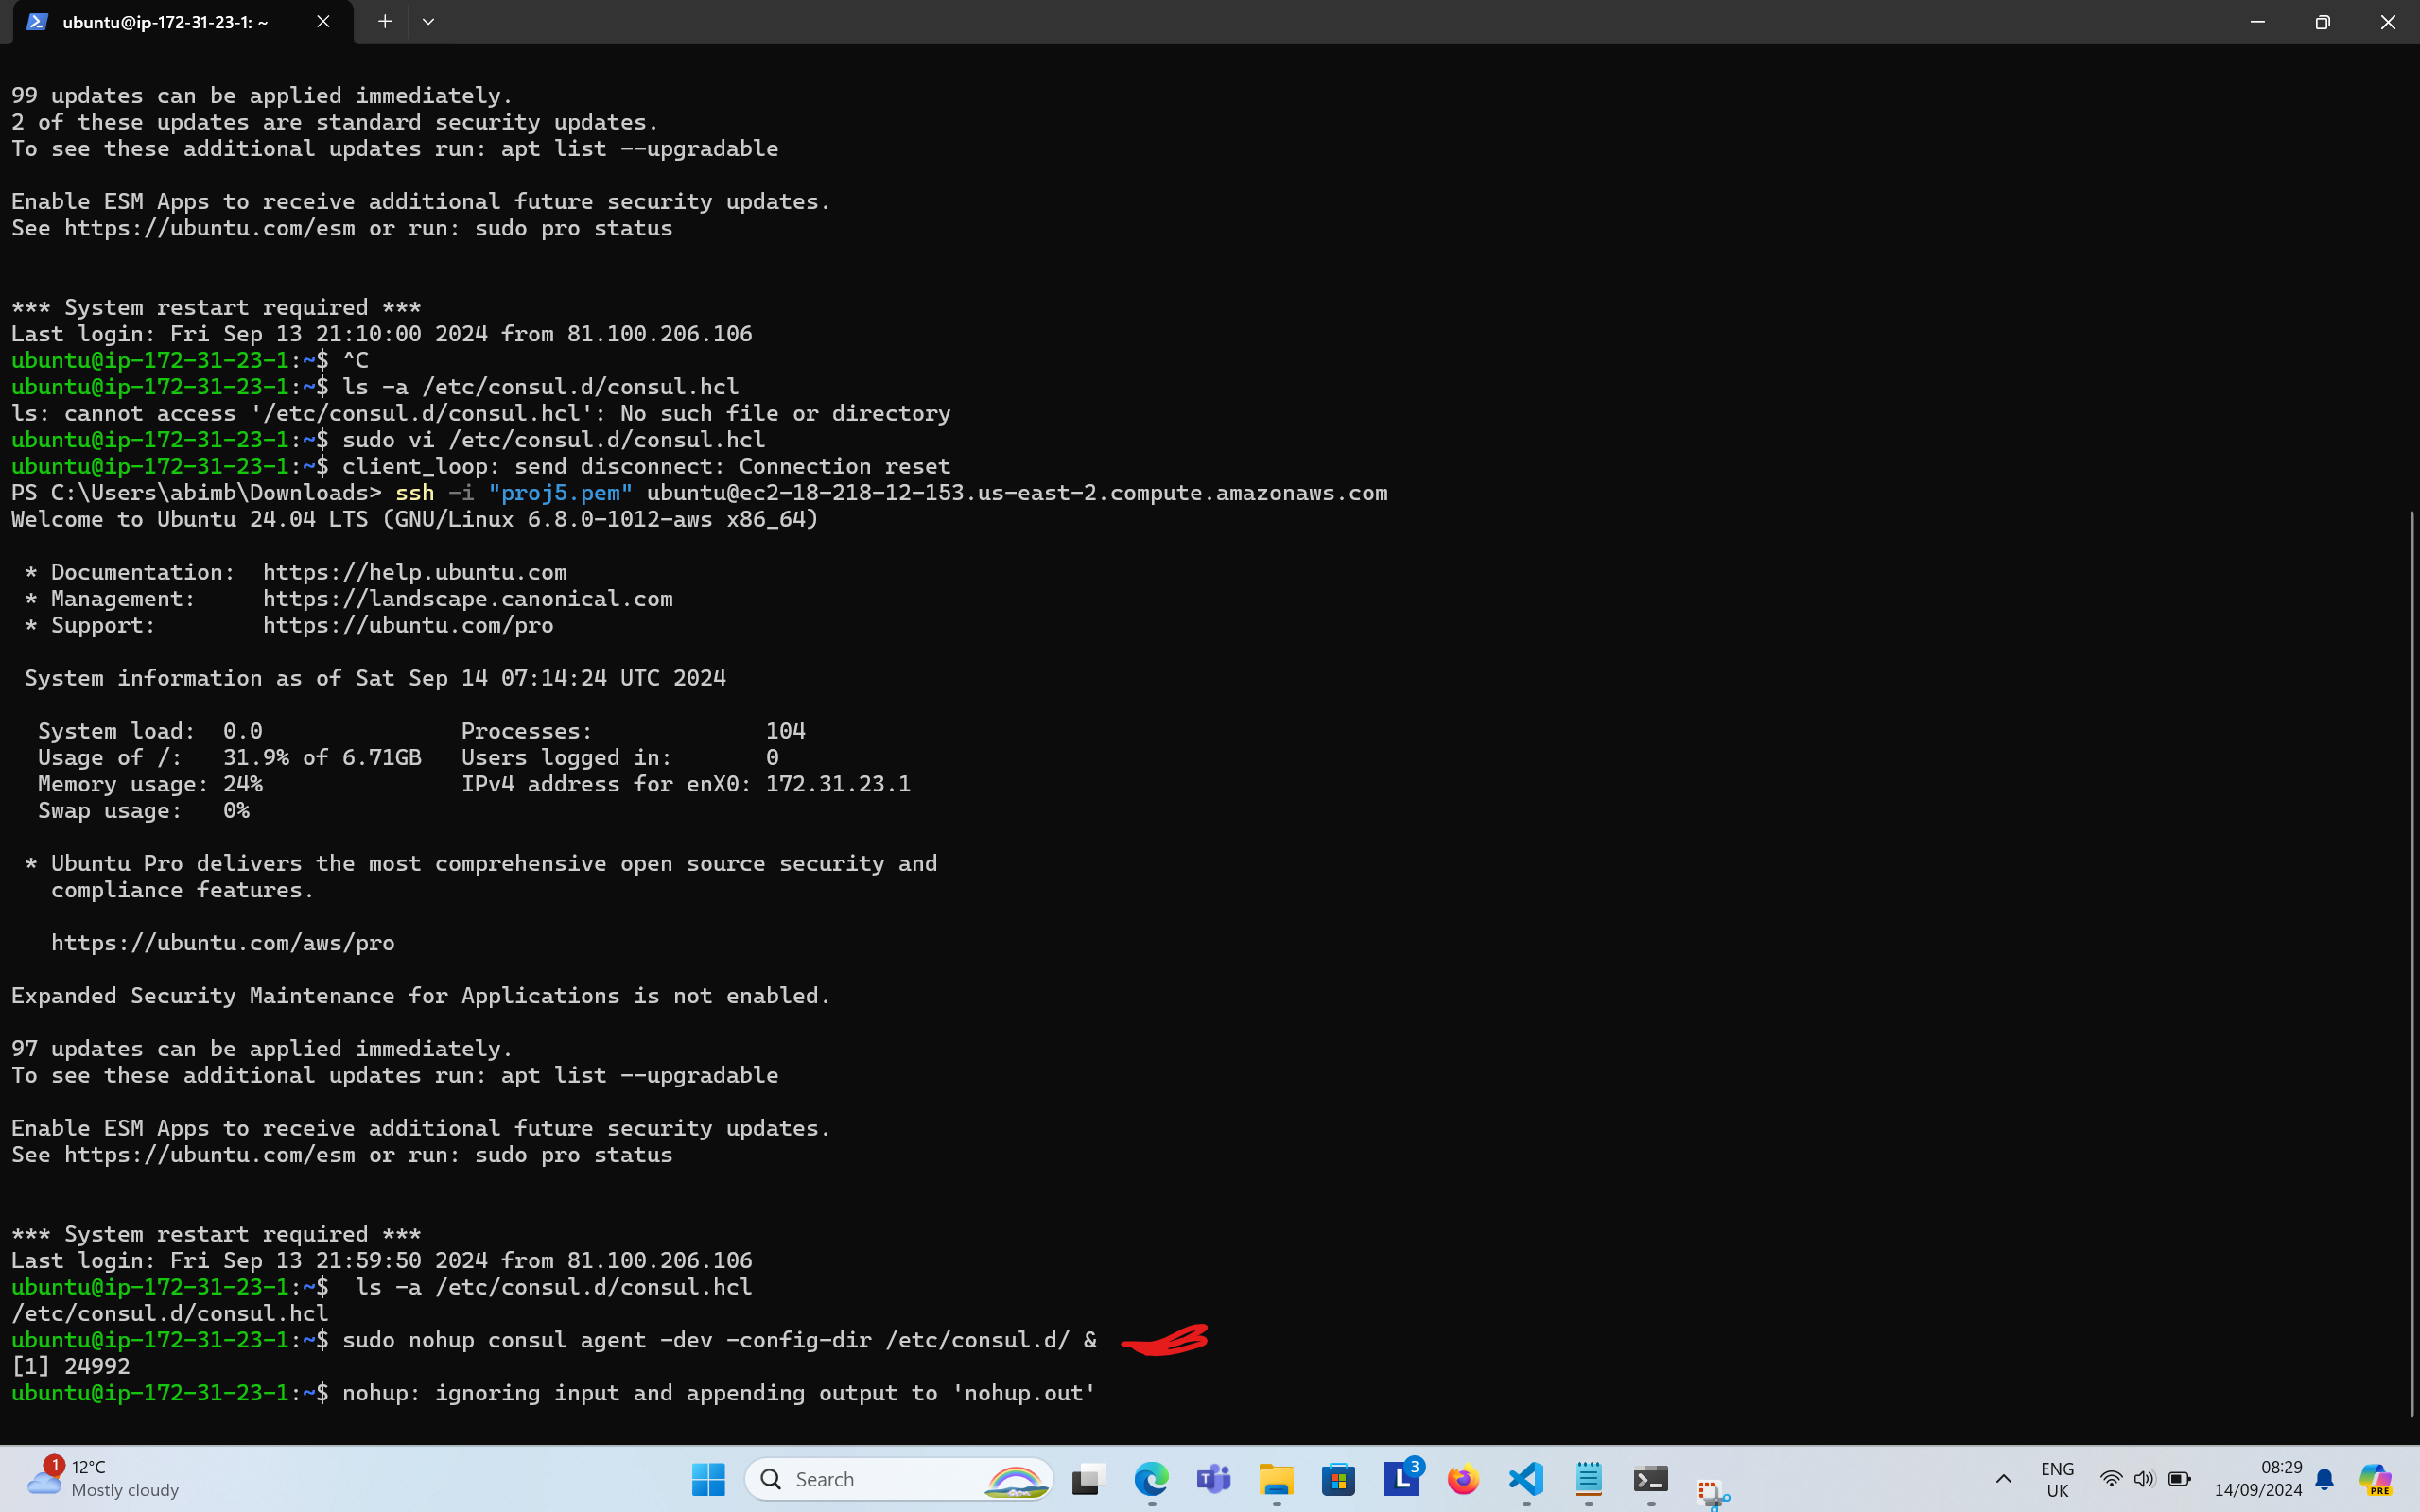 ubuntu@ip-172-31-23-1: ~
99 updates can be applied immediately.
2 of these updates are standard security updates.
To see these additional updates run: apt list --upgradable
Enable ESM Apps to receive additional future security updates.
See https://ubuntu.com/esm or run: sudo pro status
*** System restart required ***
Last login: Fri Sep 13 21:10:00 2024 from 81.100.206.106
ubuntu@ip-172-31-23-1:~$ ^C
ubuntu@ip-172-31-23-1:~$ ls -a /etc/consul.d/consul.hcl
ls: cannot access '/etc/consul.d/consul.hcl': No such file or directory
ubuntu@ip-172-31-23-1:~$ sudo vi /etc/consul.d/consul.hcl
ubuntu@ip-172-31-23-1:~$ client_loop: send disconnect: Connection reset
PS C:\Users\abimb\Downloads> ssh -i "proj5.pem" ubuntu@ec2-18-218-12-153.us-east-2.compute.amazonaws.com
Welcome to Ubuntu 24.04 LTS (GNU/Linux 6.8.0-1012-aws x86_64)
* Documentation:  https://help.ubuntu.com
* Management:     https://landscape.canonical.com
* Support:        https://ubuntu.com/pro
System information as of Sat Sep 14 07:14:24 UTC 2024
System load:  0.0               Processes:             104
Usage of /:   31.9% of 6.71GB   Users logged in:       0
Memory usage: 24%               IPv4 address for enX0: 172.31.23.1
Swap usage:   0%
* Ubuntu Pro delivers the most comprehensive open source security and
compliance features.
https://ubuntu.com/aws/pro
Expanded Security Maintenance for Applications is not enabled.
97 updates can be applied immediately.
To see these additional updates run: apt list --upgradable
Enable ESM Apps to receive additional future security updates.
See https://ubuntu.com/esm or run: sudo pro status
*** System restart required ***
Last login: Fri Sep 13 21:59:50 2024 from 81.100.206.106
ubuntu@ip-172-31-23-1:~$  ls -a /etc/consul.d/consul.hcl
/etc/consul.d/consul.hcl
ubuntu@ip-172-31-23-1:~$ sudo nohup consul agent -dev -config-dir /etc/consul.d/ &
[1] 24992
ubuntu@ip-172-31-23-1:~$ nohup: ignoring input and appending output to 'nohup.out'
1
12°C
Mostly cloudy
Search
T
L
3
ENG
UK
08:29
14/09/2024
PRE